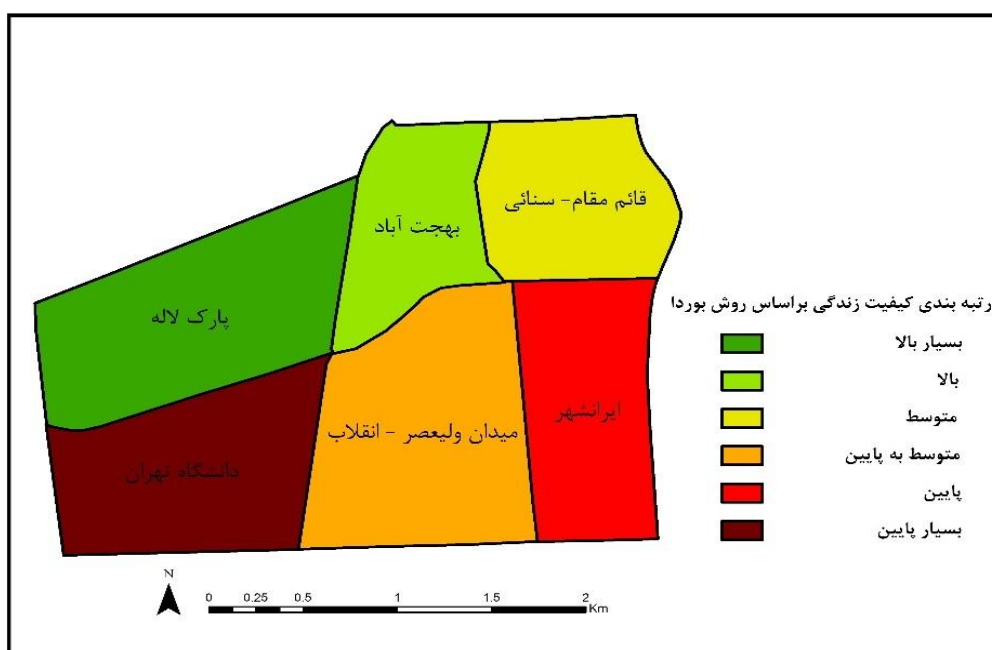 قائم مقام- سنائی
بهجت آباد
پارک لاله
ایرانشهر
میدان ولیعصر - انقلاب
دانشگاه تهران
رتبه بندی کیفیت زندگی براساس روش بوردا
بسیار بالا
بالا
متوسط
متوسط به پایین
پایین
بسیار پایین
N
0 0.25 0.5 1 1.5 2
Km